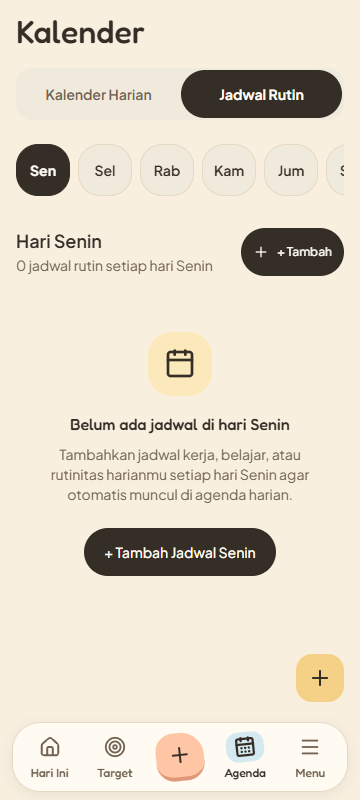 Kalender
Kalender Harian
Jadwal Rutin
Sen
Sel
Rab
Kam
Jum
Hari Senin
0 jadwal rutin setiap hari Senin
+ Tambah
Belum ada jadwal di hari Senin
Tambahkan jadwal kerja, belajar, atau
rutinitas harianmu setiap hari Senin agar
otomatis muncul di agenda harian.
+ Tambah Jadwal Senin
Hari Ini
Target
Agenda
Menu